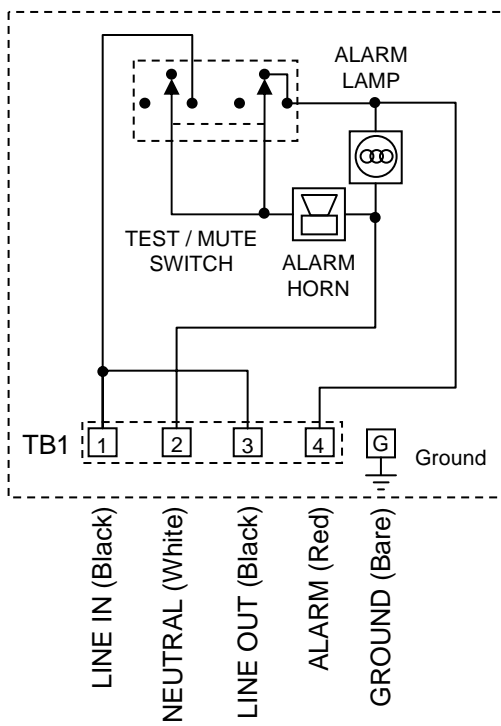 ALARM
LAMP
TEST / MUTE
SWITCH
ALARM
HORN
TB1
1
2
3
4
G
Ground
LINE IN (Black)
NEUTRAL (White)
LINE OUT (Black)
ALARM (Red)
GROUND (Bare)